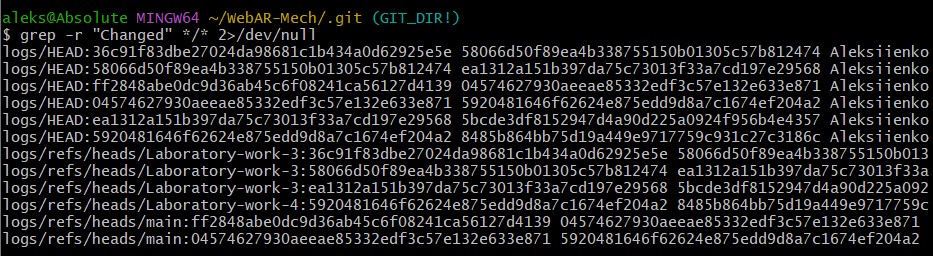 aleks@Absolute MINGW64 ~/WebAR-Mech/.git (GIT_DIR!)
$ grep -r "Changed" */* 2>/dev/null
logs/HEAD:36c91f83dbe27024da98681c1b434a0d62925e5e 58066d50f89ea4b338755150b01305c57b812474 Aleksiienko
logs/HEAD:58066d50f89ea4b338755150b01305c57b812474 ea1312a151b397da75c73013f33a7cd197e29568 Aleksiienko
logs/HEAD:ff2848abe0dc9d36ab45c6f08241ca56127d4139 04574627930aeeae85332edf3c57e132e633e871 Aleksiienko
logs/HEAD:04574627930aeeae85332edf3c57e132e633e871 5920481646f62624e875edd9d8a7c1674ef204a2 Aleksiienko
logs/HEAD:ea1312a151b397da75c73013f33a7cd197e29568 5bcde3df8152947d4a90d225a0924f956b4e4357 Aleksiienko
logs/HEAD:5920481646f62624e875edd9d8a7c1674ef204a2 8485b864bb75d19a449e9717759c931c27c3186c Aleksiienko
logs/refs/heads/Laboratory-work-3:36c91f83dbe27024da98681c1b434a0d62925e5e 58066d50f89ea4b338755150b013
logs/refs/heads/Laboratory-work-3:58066d50f89ea4b338755150b01305c57b812474 ea1312a151b397da75c73013f33a
logs/refs/heads/Laboratory-work-3:ea1312a151b397da75c73013f33a7cd197e29568 5bcde3df8152947d4a90d225a092
logs/refs/heads/Laboratory-work-4:5920481646f62624e875edd9d8a7c1674ef204a2 8485b864bb75d19a449e9717759c
logs/refs/heads/main:ff2848abe0dc9d36ab45c6f08241ca56127d4139 04574627930aeeae85332edf3c57e132e633e871
logs/refs/heads/main:04574627930aeeae85332edf3c57e132e633e871 5920481646f62624e875edd9d8a7c1674ef204a2